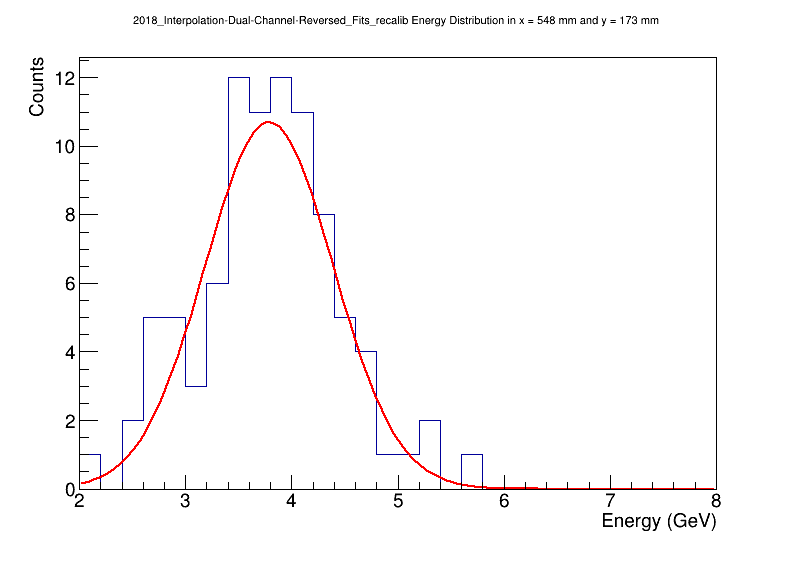 2018_Interpolation-Dual-Channel-Reversed_Fits_recalib Energy Distribution in x = 548 mm and y = 173 mm
Counts
12
10
8
6
4
2
0
2 3 4 5 6 7 8
Energy (GeV)